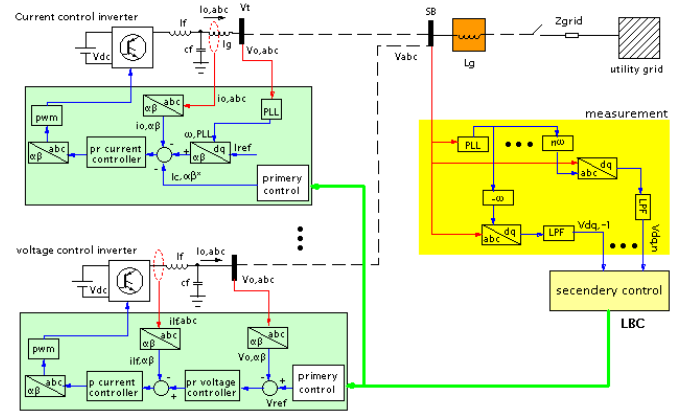 Current control inverter
If
Io,abc
Vt
Vdc
cf
Ig
Vo,abc
SB
Vabc
Lg
Zgrid
utility grid
abc
αβ
io,abc
PLL
pwm
io,αβ
ω,PLL
abc
αβ
pr current
controller
-
+
-
dq
αβ
Iref
Ic,αβ*
primery
control
measurement
PLL
nω
dq
abc
-ω
LPF
dq
abc
LPF
Vdq,-1
Vdq,n
secendery control
LBC
voltage control inverter
If
Io,abc
Vdc
cf
Vo,abc
ilf,abc
abc
αβ
abc
αβ
pwm
ilf,αβ
Vo,αβ
abc
αβ
p current
controller
-
+
pr voltage
controller
-
+
Vref
primery
control